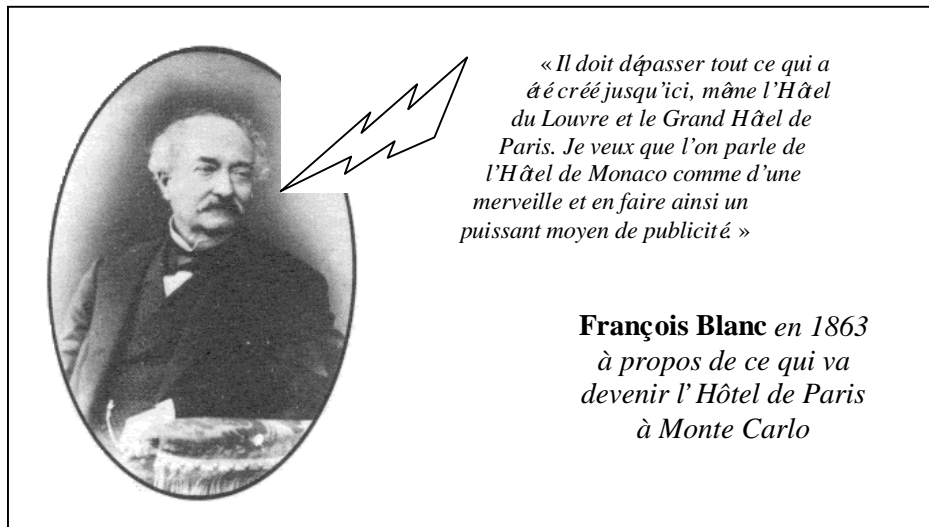 « Il doit dépasser tout ce qui a
été créé jusqu'ici, même l'Hôtel
du Louvre et le Grand Hôtel de
Paris. Je veux que l'on parle de
l'Hôtel de Monaco comme d'une
merveille et en faire ainsi un
puissant moyen de publicité. »
François Blanc en 1863
à propos de ce qui va
devenir l'Hôtel de Paris
à Monte Carlo